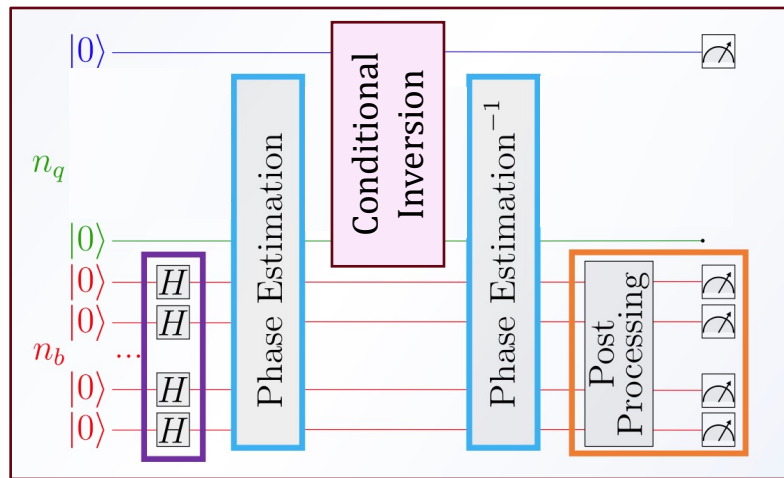 |0⟩
n_q
|0⟩
|0⟩
|0⟩
n_b ...
|0⟩
|0⟩
H
H
H
H
Phase Estimation
Conditional
Inversion
Phase Estimation⁻¹
Post
Processing